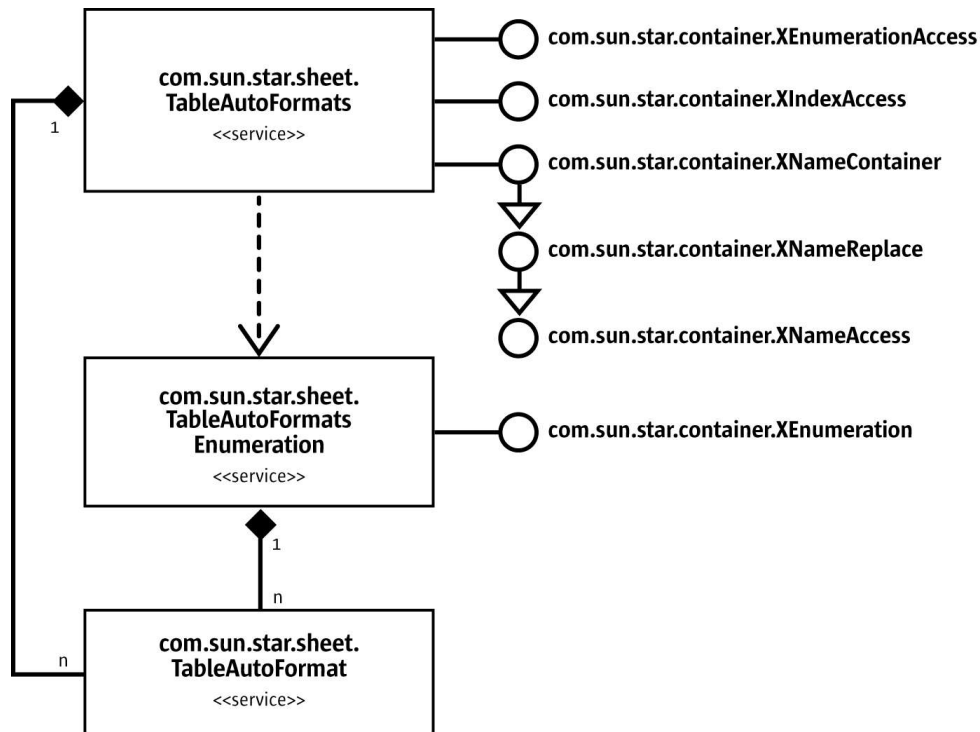 com.sun.star.sheet.
TableAutoFormats
<<service>>
1
com.sun.star.container.XEnumerationAccess
com.sun.star.container.XIndexAccess
com.sun.star.container.XNameContainer
com.sun.star.container.XNameReplace
com.sun.star.container.XNameAccess
com.sun.star.sheet.
TableAutoFormats
Enumeration
<<service>>
com.sun.star.container.XEnumeration
1
n
n
com.sun.star.sheet.
TableAutoFormat
<<service>>